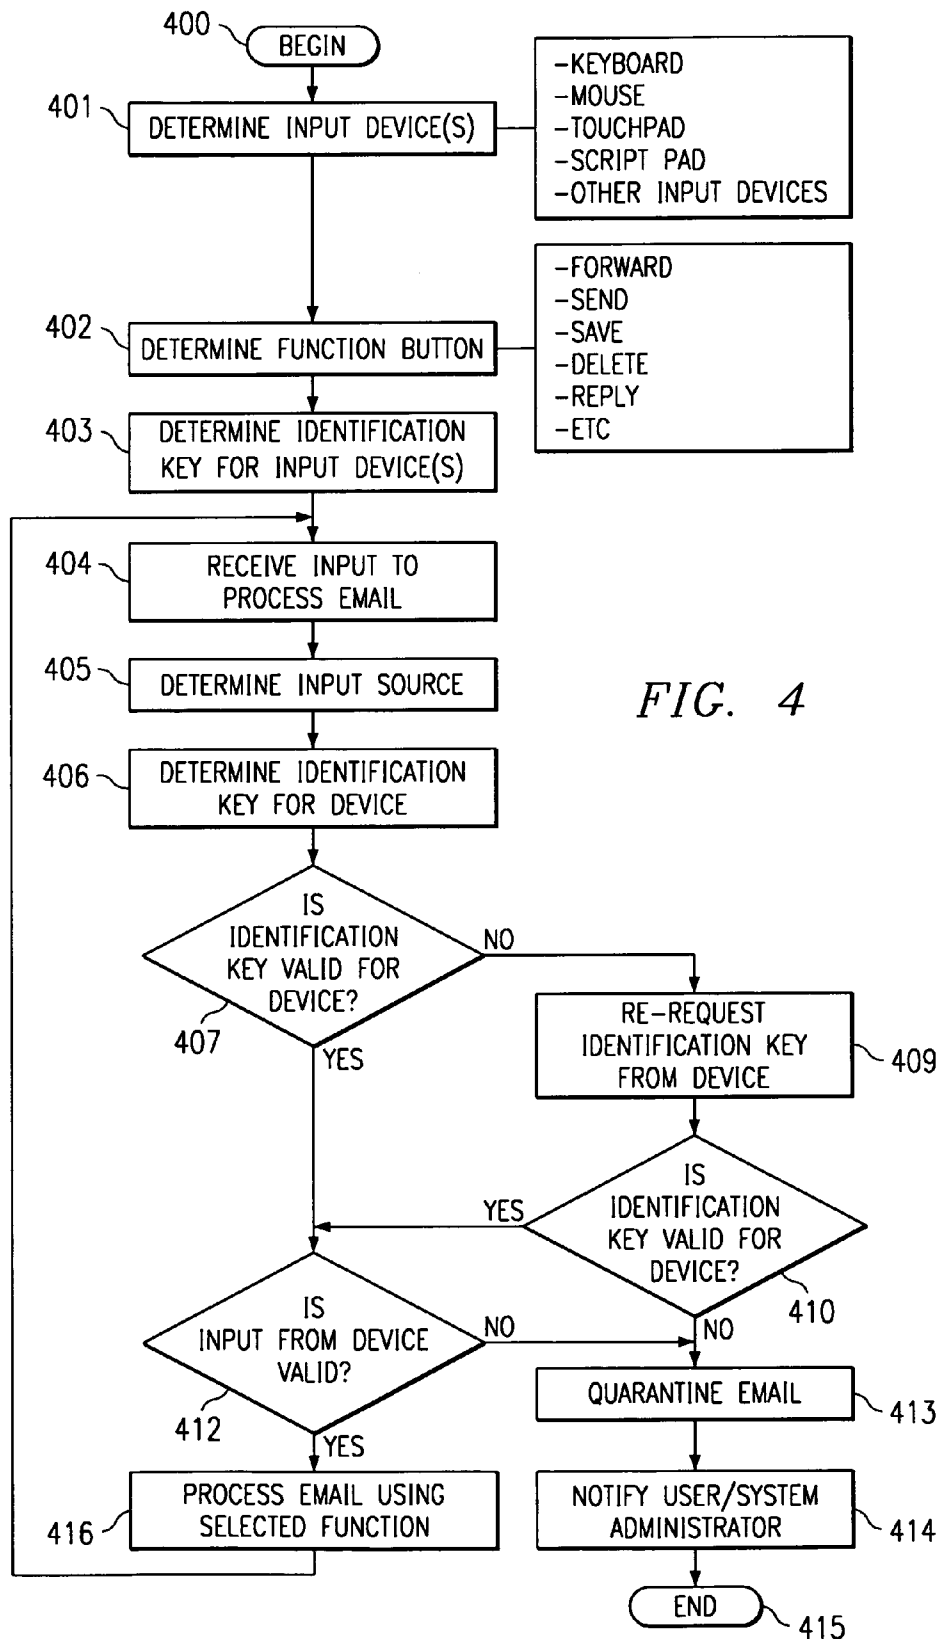 400
BEGIN
401
DETERMINE INPUT DEVICE(S)
-KEYBOARD
-MOUSE
-TOUCHPAD
-SCRIPT PAD
-OTHER INPUT DEVICES
402
DETERMINE FUNCTION BUTTON
-FORWARD
-SEND
-SAVE
-DELETE
-REPLY
-ETC
403
DETERMINE IDENTIFICATION
KEY FOR INPUT DEVICE(S)
404
RECEIVE INPUT TO
PROCESS EMAIL
405
DETERMINE INPUT SOURCE
FIG. 4
406
DETERMINE IDENTIFICATION
KEY FOR DEVICE
IS
IDENTIFICATION
KEY VALID FOR
DEVICE?
407
NO
YES
RE-REQUEST
IDENTIFICATION KEY
FROM DEVICE
409
IS
IDENTIFICATION
KEY VALID FOR
DEVICE?
410
YES
NO
IS
INPUT FROM DEVICE
VALID?
412
NO
YES
QUARANTINE EMAIL
413
PROCESS EMAIL USING
SELECTED FUNCTION
416
NOTIFY USER/SYSTEM
ADMINISTRATOR
414
END
415